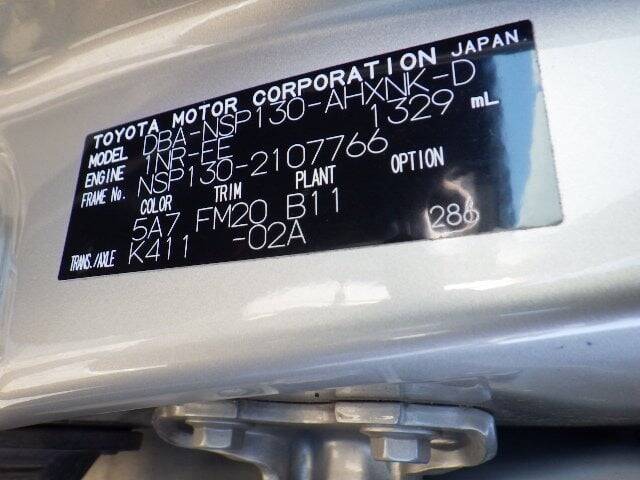 TOYOTA MOTOR CORPORATION JAPAN
MODEL DBA-NSP130-AHXNK-D
ENGINE 1NR-FE 1329 mL
FRAME No. NSP130-2107766
COLOR TRIM PLANT OPTION
5A7 FM20 B11
TRANS./AXLE K411 -02A 286